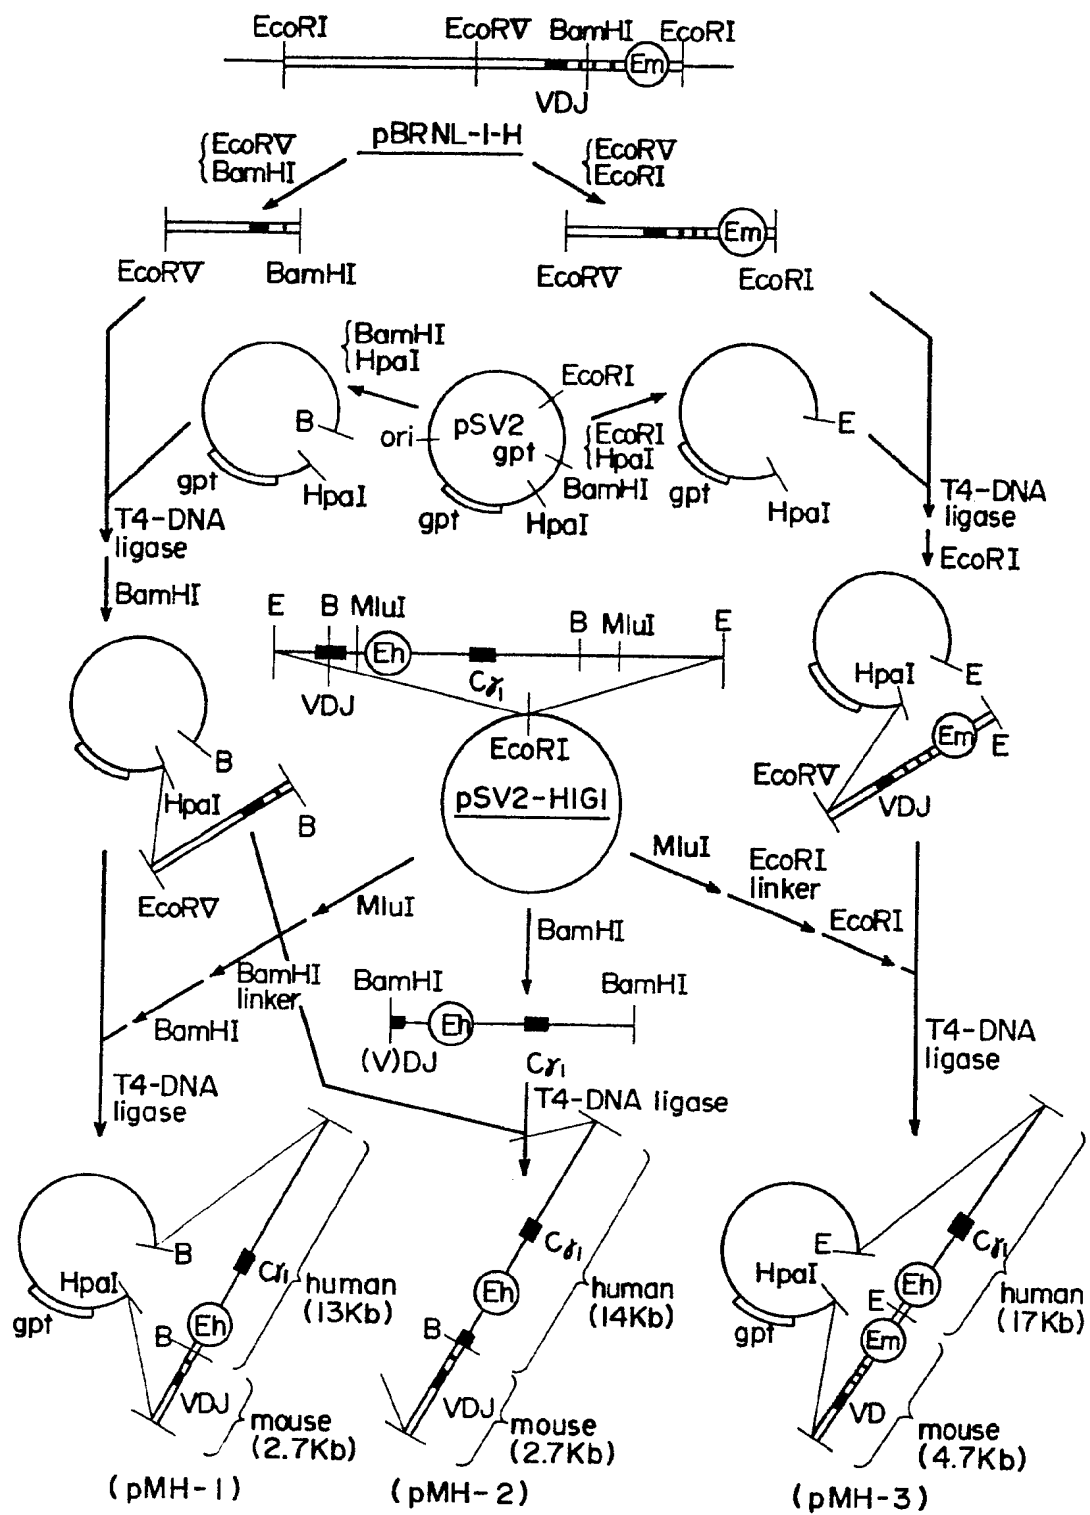 EcoRI EcoRV BamHI EcoRI
Em
VDJ
pBRNL-I-H
EcoRV
BamHI
EcoRV
EcoRI
EcoRV BamHI
Em
EcoRV EcoRI
BamHI
HpaI
B
HpaI
gpt
EcoRI
ori
pSV2
gpt
BamHI
HpaI
gpt
EcoRI
HpaI
E
HpaI
gpt
T4-DNA
ligase
BamHI
T4-DNA
ligase
EcoRI
E B MluI B MluI E
Eh
VDJ
Cγ1
EcoRI
pSV2-HIGI
B
HpaI
B
EcoRV
HpaI
E
Em
E
EcoRV
VDJ
MluI
BamHI
linker
BamHI
BamHI
MluI
EcoRI
linker
EcoRI
BamHI BamHI
Eh
(V)DJ
Cγ1
T4-DNA
ligase
T4-DNA ligase
T4-DNA
ligase
B
HpaI
gpt
Cγ1
Eh
B
VDJ
human
(13Kb)
mouse
(2.7Kb)
(pMH-1)
Cγ1
Eh
B
VDJ
human
(14Kb)
mouse
(2.7Kb)
(pMH-2)
E
HpaI
gpt
Cγ1
Eh
E
Em
VD
human
(17Kb)
mouse
(4.7Kb)
(pMH-3)